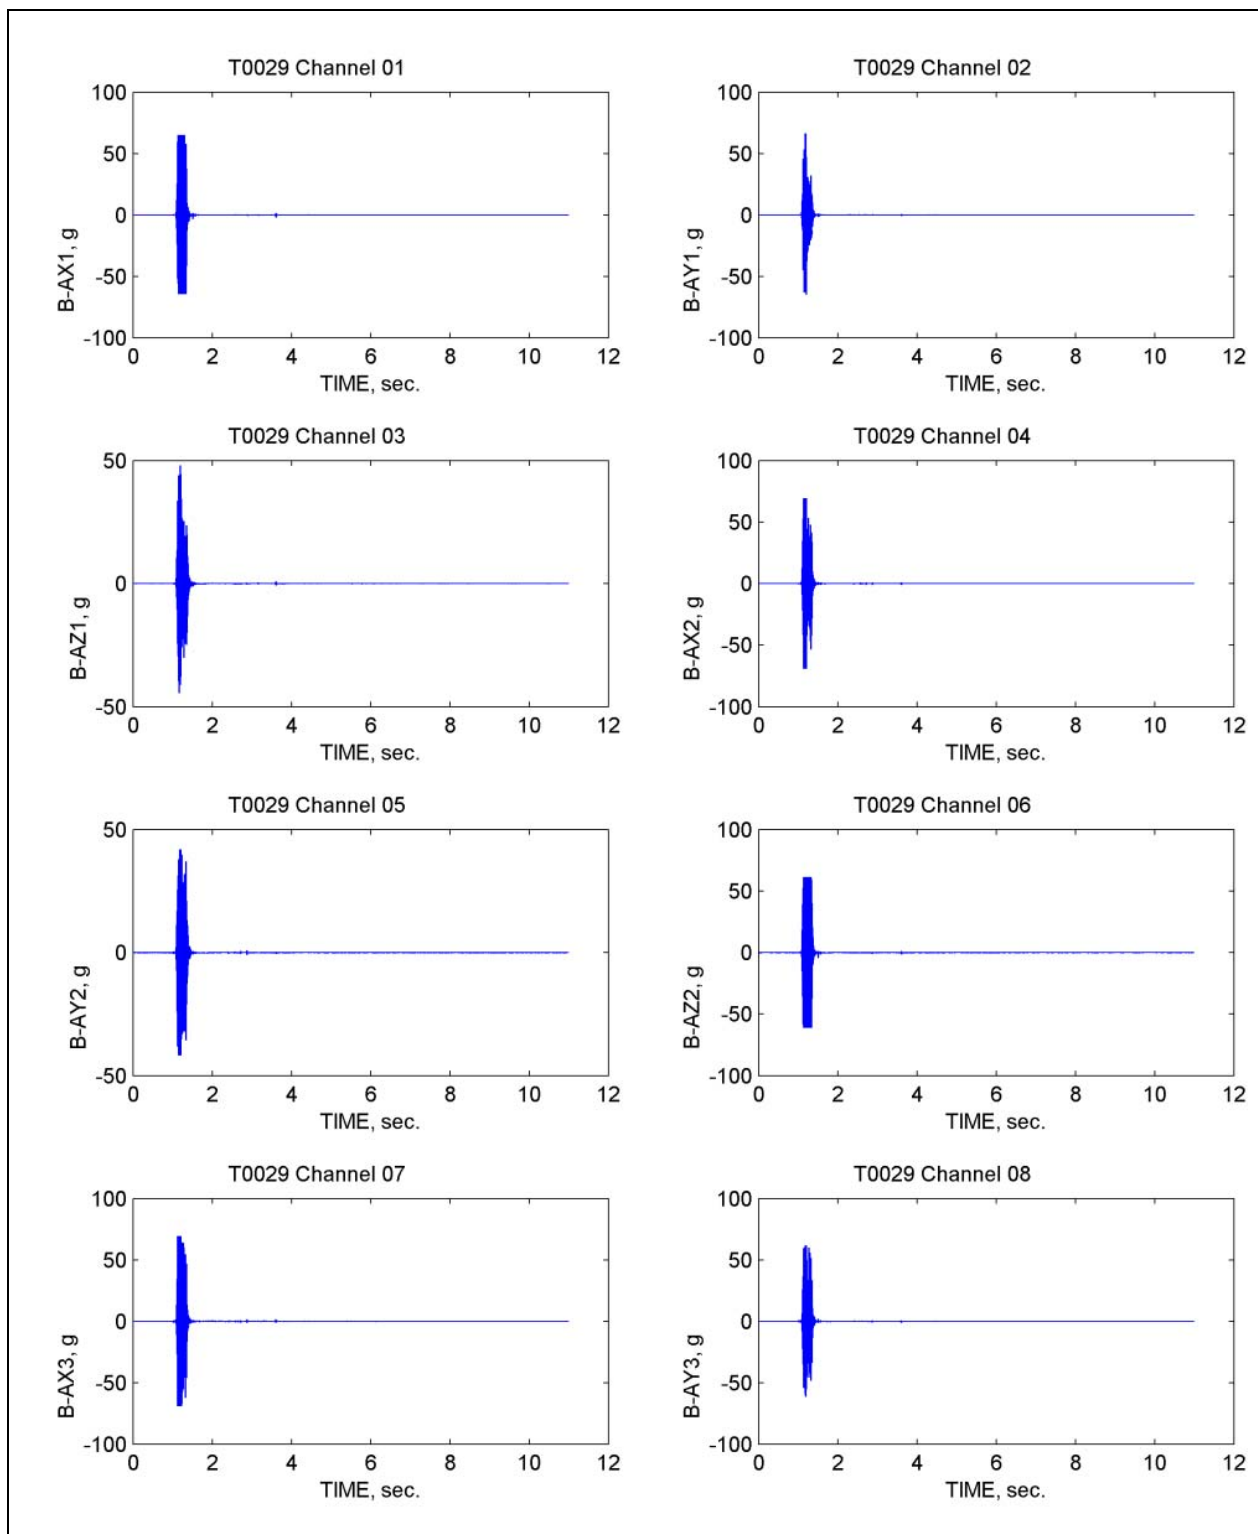 T0029 Channel 01
100
50
0
-50
-100
B-AX1, g
0 2 4 6 8 10 12
TIME, sec.
T0029 Channel 02
100
50
0
-50
-100
B-AY1, g
0 2 4 6 8 10 12
TIME, sec.
T0029 Channel 03
50
0
-50
B-AZ1, g
0 2 4 6 8 10 12
TIME, sec.
T0029 Channel 04
100
50
0
-50
-100
B-AX2, g
0 2 4 6 8 10 12
TIME, sec.
T0029 Channel 05
50
0
-50
B-AY2, g
0 2 4 6 8 10 12
TIME, sec.
T0029 Channel 06
100
50
0
-50
-100
B-AZ2, g
0 2 4 6 8 10 12
TIME, sec.
T0029 Channel 07
100
50
0
-50
-100
B-AX3, g
0 2 4 6 8 10 12
TIME, sec.
T0029 Channel 08
100
50
0
-50
-100
B-AY3, g
0 2 4 6 8 10 12
TIME, sec.